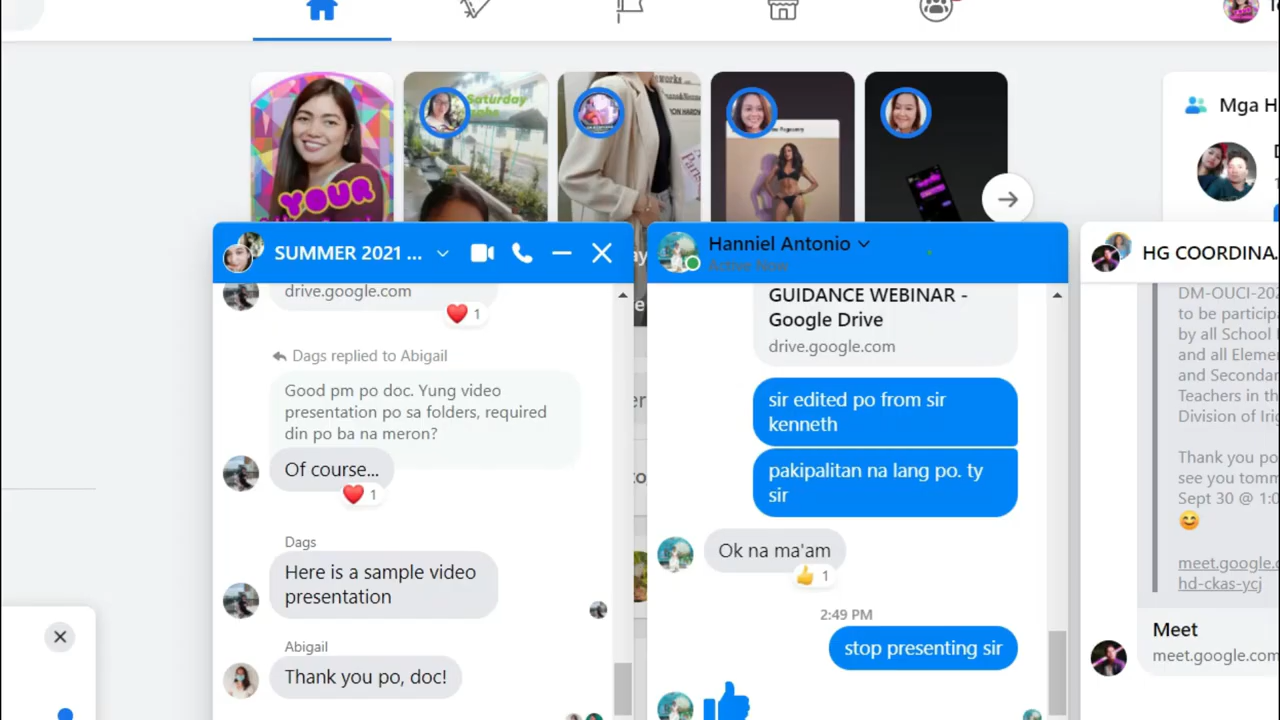 Saturday
YOUR
Mga H
SUMMER 2021 ...
drive.google.com
1
Dags replied to Abigail
Good pm po doc. Yung video
presentation po sa folders, required
din po ba na meron?
Of course...
1
Dags
Here is a sample video
presentation
Abigail
Thank you po, doc!
Hanniel Antonio
Active Now
GUIDANCE WEBINAR -
Google Drive
drive.google.com
sir edited po from sir
kenneth
pakipalitan na lang po. ty
sir
Ok na ma'am
1
2:49 PM
stop presenting sir
HG COORDINA
DM-OUCI-202
to be particip
by all School
and all Eleme
and Secondar
Teachers in th
Division of Iri
Thank you po
see you tomm
Sept 30 @ 1:0
meet.google.
hd-ckas-ycj
Meet
meet.google.com